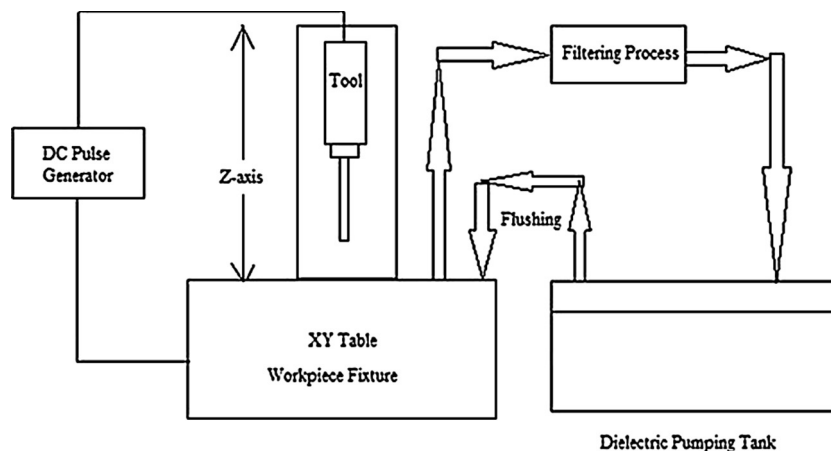 Tool
Filtering Process
DC Pulse
Generator
Z-axis
Flushing
XY Table
Workpiece Fixture
Dielectric Pumping Tank